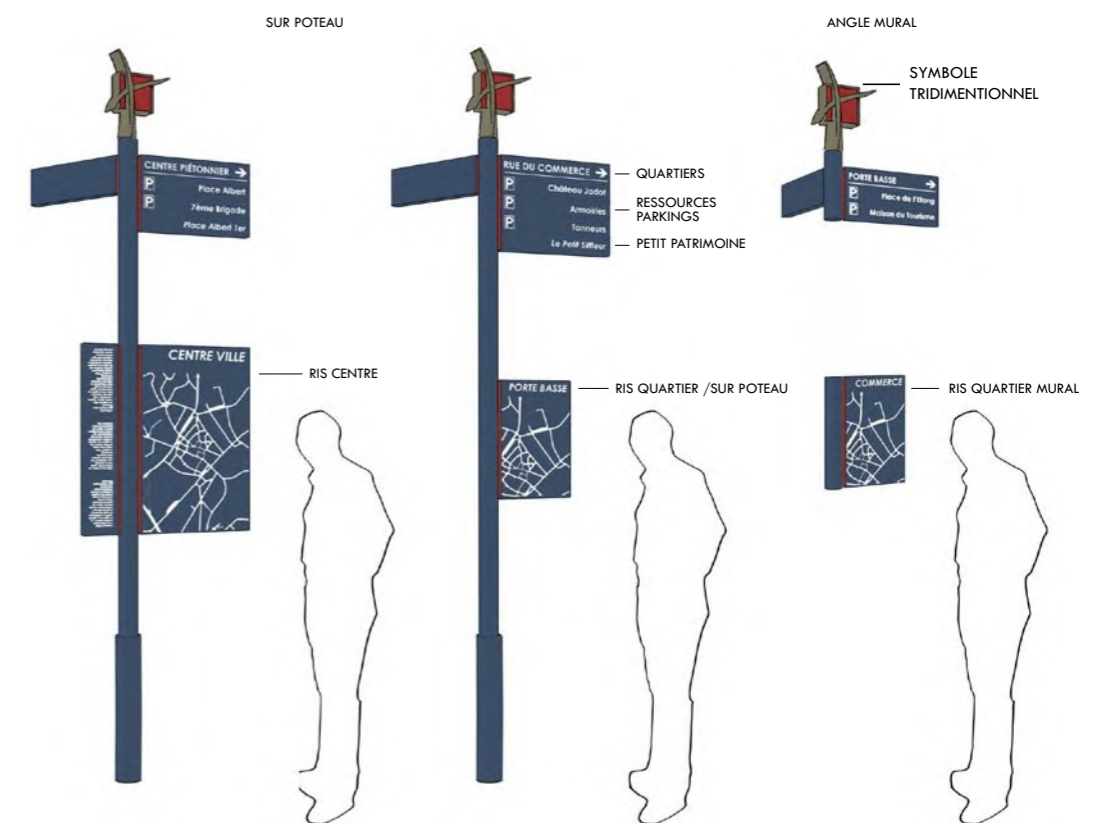 SUR POTEAU
ANGLE MURAL
SYMBOLE
TRIDIMENTIONNEL
CENTRE PIÉTONNIER →
P Place Albert
P 7ème Brigade
Place Albert 1er
RUE DU COMMERCE →
P Château Jadot
P Armoiries
P Tanneurs
Le Petit Siffleur
QUARTIERS
RESSOURCES
PARKINGS
PETIT PATRIMOINE
PORTE BASSE →
P Place de l'Etang
P Maison du Tourisme
CENTRE VILLE
RIS CENTRE
PORTE BASSE
RIS QUARTIER /SUR POTEAU
COMMERCE
RIS QUARTIER MURAL